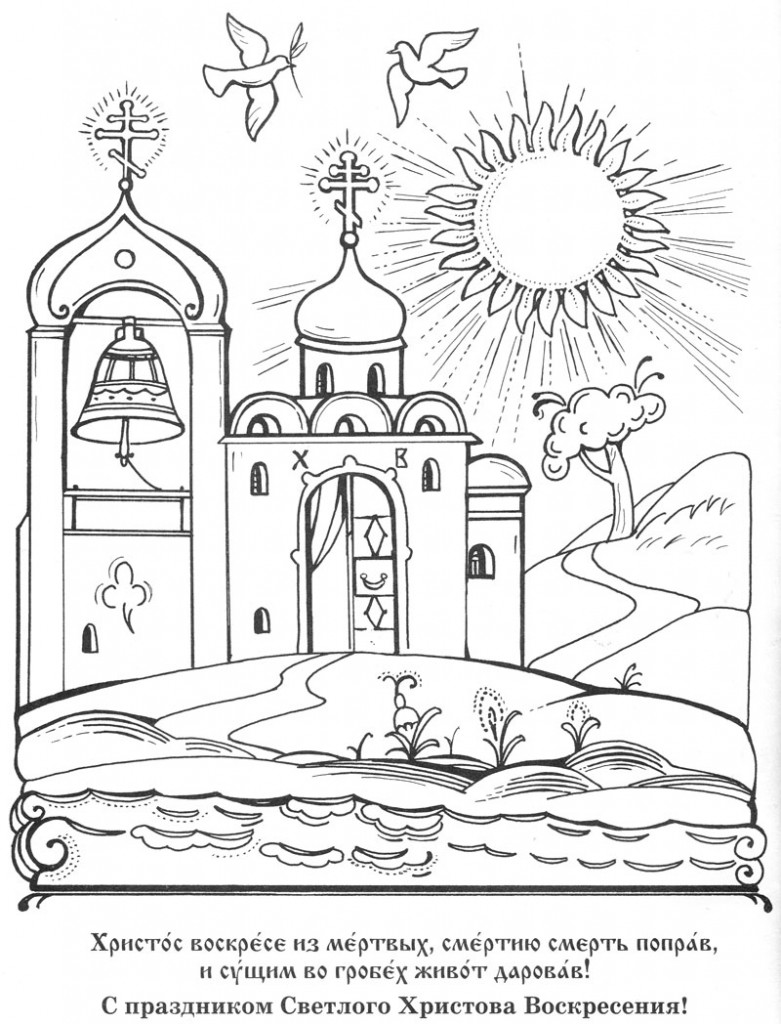 Х В
Христо́с воскре́се из ме́ртвых, сме́ртию смерть попра́в,
и су́щим во гробе́х живо́т дарова́в!
С праздником Светлого Христова Воскресения!